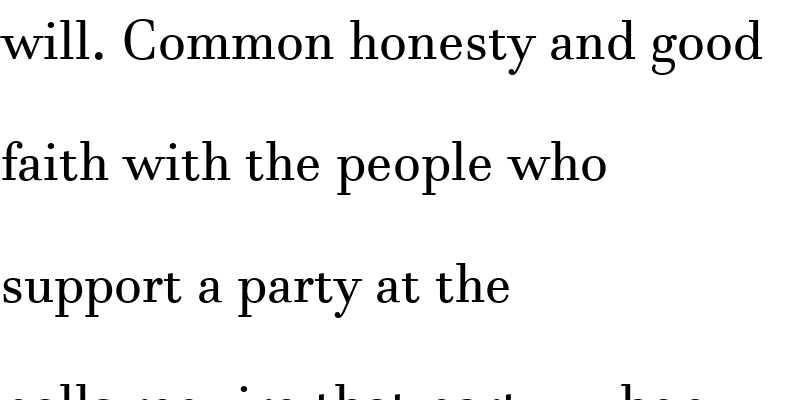 will. Common honesty and good
faith with the people who
support a party at the